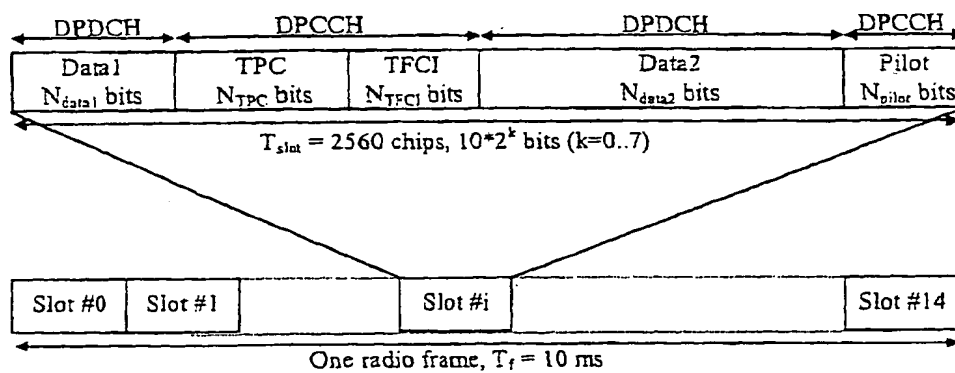 DPDCH DPCCH DPDCH DPCCH
Data1 TPC TFCI Data2 Pilot
N_data1 bits N_TPC bits N_TFCI bits N_data2 bits N_pilot bits
T_slot = 2560 chips, 10*2^k bits (k=0..7)
Slot #0 Slot #1 Slot #i Slot #14
One radio frame, T_f = 10 ms